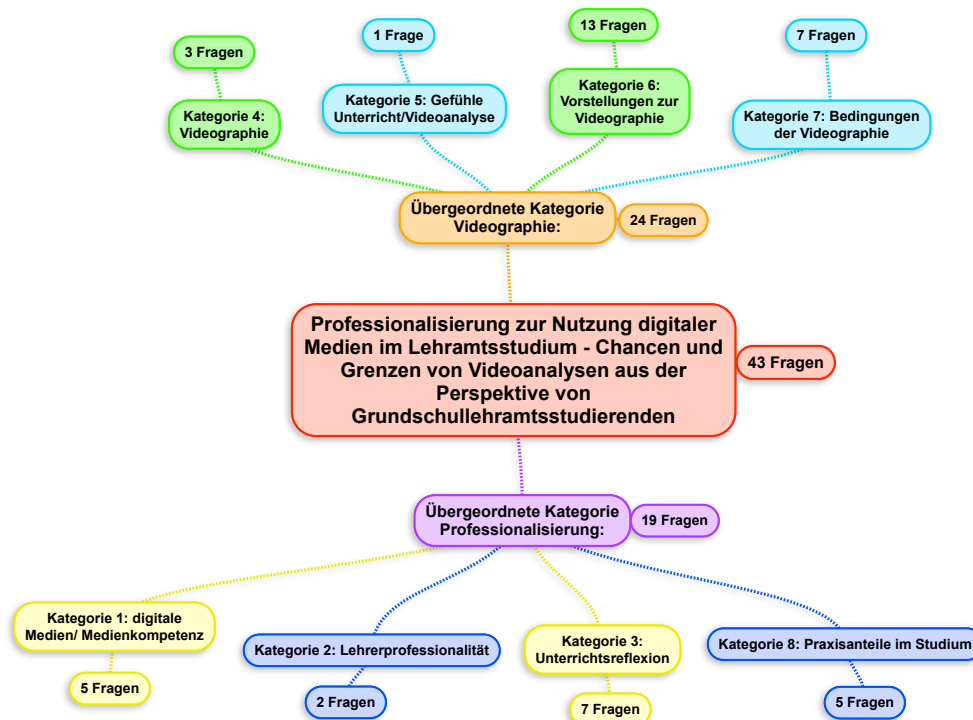 3 Fragen
1 Frage
13 Fragen
7 Fragen
Kategorie 4:
Videographie
Kategorie 5: Gefühle
Unterricht/Videoanalyse
Kategorie 6:
Vorstellungen zur
Videographie
Kategorie 7: Bedingungen
der Videographie
Übergeordnete Kategorie
Videographie:
24 Fragen
Professionalisierung zur Nutzung digitaler
Medien im Lehramtsstudium - Chancen und
Grenzen von Videoanalysen aus der
Perspektive von
Grundschullehramtsstudierenden
43 Fragen
Übergeordnete Kategorie
Professionalisierung:
19 Fragen
Kategorie 1: digitale
Medien/ Medienkompetenz
Kategorie 2: Lehrerprofessionalität
Kategorie 3:
Unterrichtsreflexion
Kategorie 8: Praxisanteile im Studium
5 Fragen
2 Fragen
7 Fragen
5 Fragen